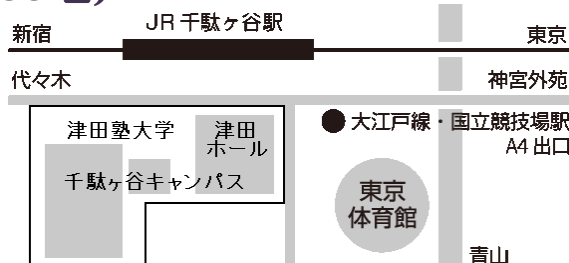 JR 千駄ヶ谷駅
新宿
東京
代々木
神宮外苑
津田塾大学
津田
ホール
千駄ヶ谷キャンパス
大江戸線・国立競技場駅
A4 出口
東京
体育館
青山